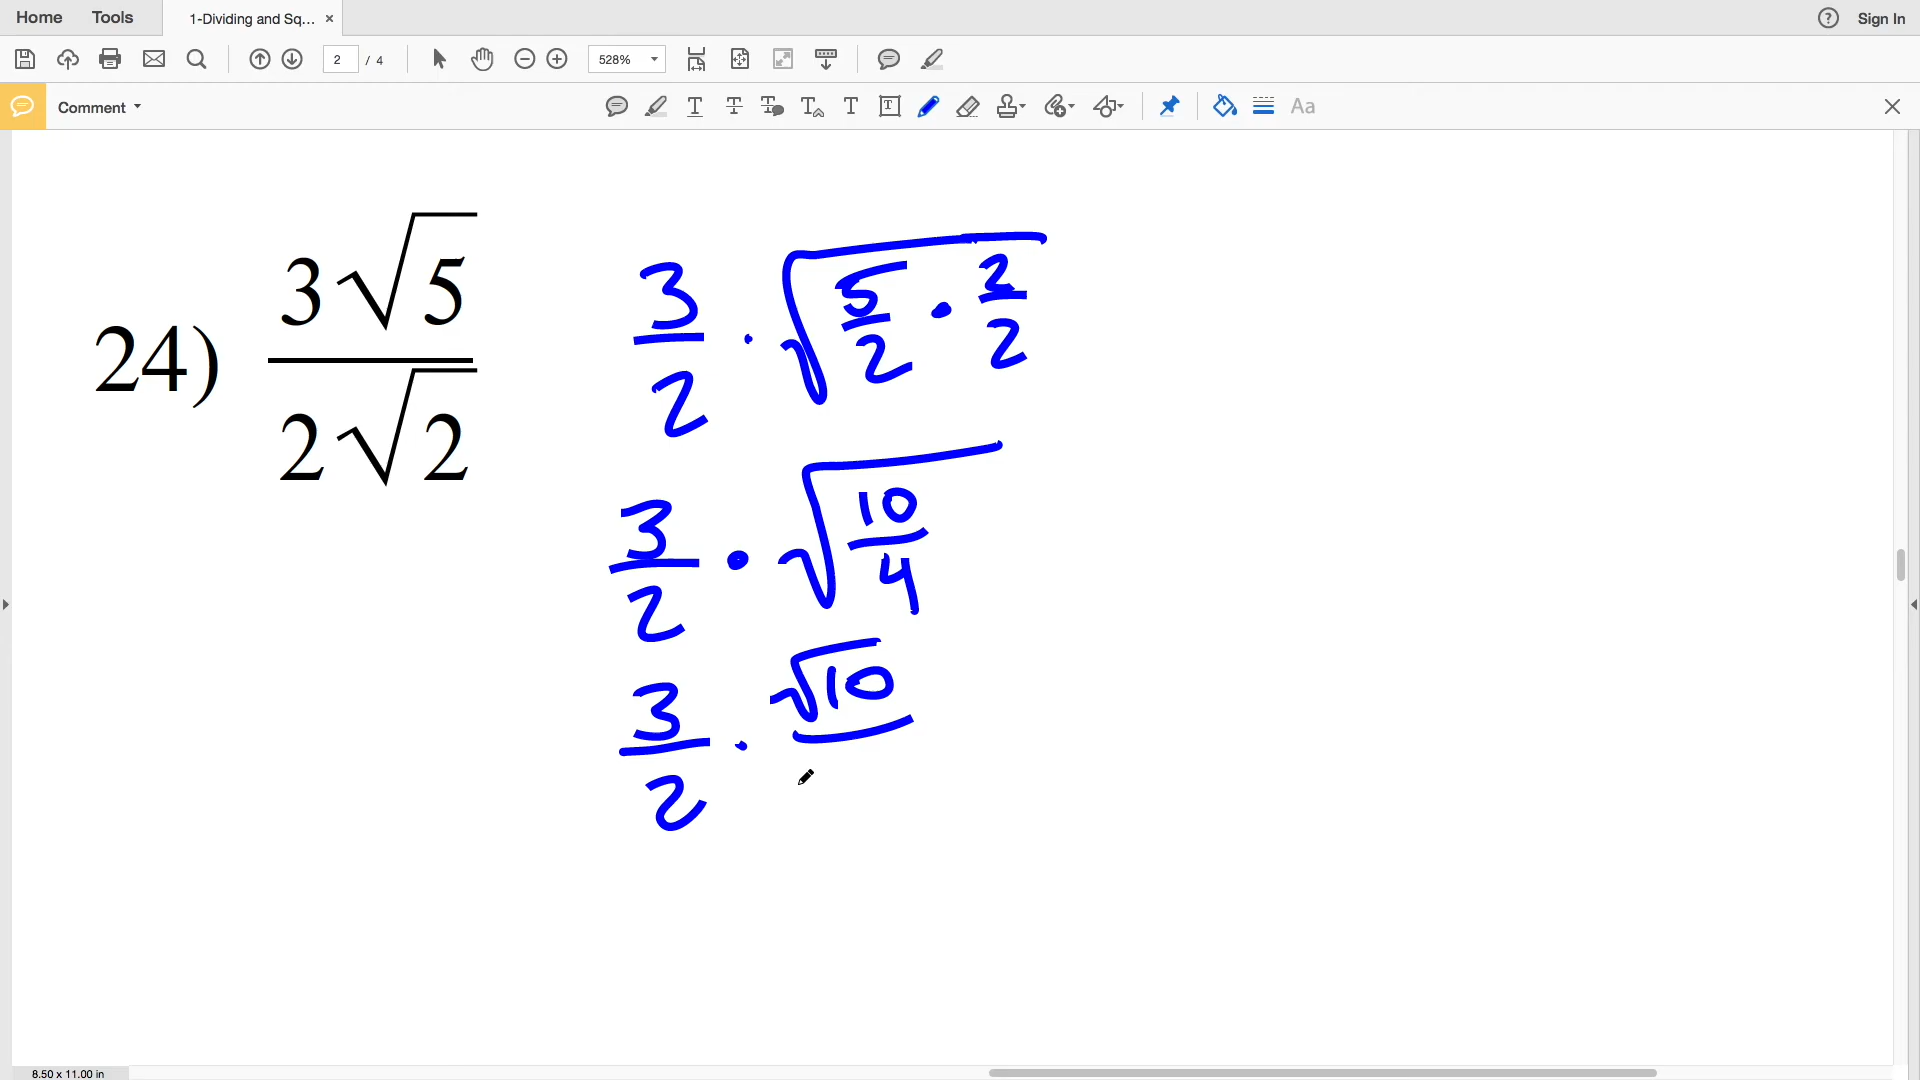 Home Tools 1-Dividing and Sq... × ? Sign In
2 / 4 528%
Comment T T T T T T Aa
24) 3√5 / 2√2
3/2 · √(5/2 · 2/2)
3/2 · √(10/4)
3/2 · √10
8.50 x 11.00 in